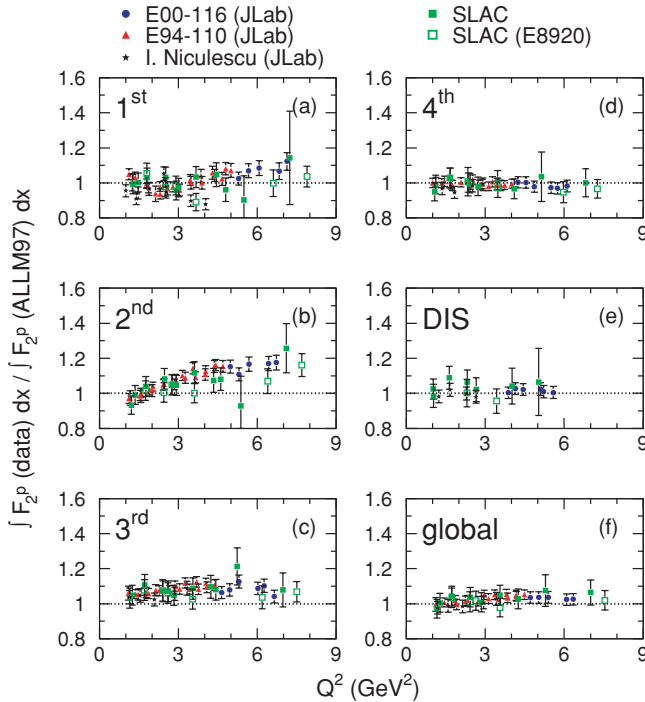 E00-116 (JLab)
E94-110 (JLab)
I. Niculescu (JLab)
SLAC
SLAC (E8920)
∫ F₂ᵖ (data) dx / ∫ F₂ᵖ (ALLM97) dx
1.6
1.4
1.2
1
0.8
1st
(a)
0
3
6
9
1.6
1.4
1.2
1
0.8
4th
(d)
0
3
6
9
1.6
1.4
1.2
1
0.8
2nd
(b)
0
3
6
9
1.6
1.4
1.2
1
0.8
DIS
(e)
0
3
6
9
1.6
1.4
1.2
1
0.8
3rd
(c)
0
3
6
9
1.6
1.4
1.2
1
0.8
global
(f)
0
3
6
9
Q² (GeV²)